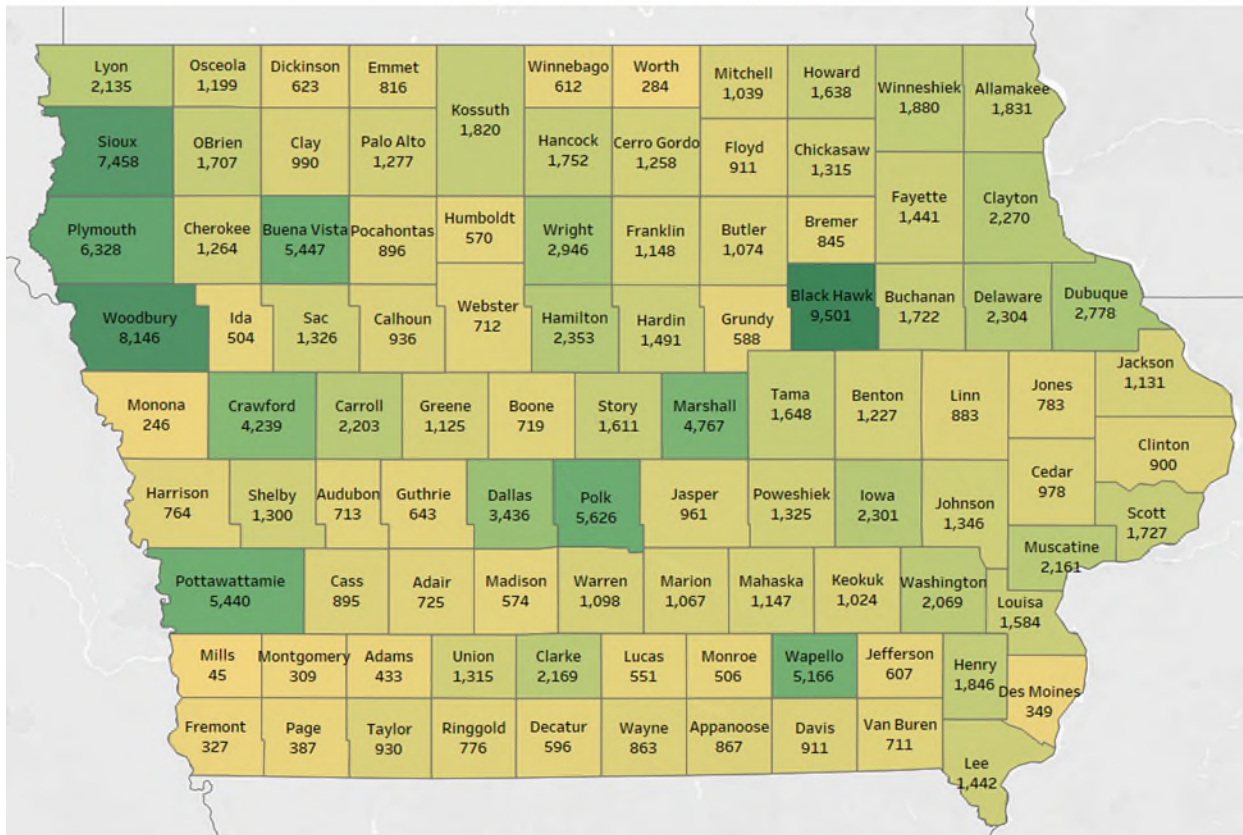 Lyon
2,135
Osceola
1,199
Dickinson
623
Emmet
816
Kossuth
1,820
Winnebago
612
Worth
284
Mitchell
1,039
Howard
1,638
Winneshiek
1,880
Allamakee
1,831
Sioux
7,458
OBrien
1,707
Clay
990
Palo Alto
1,277
Hancock
1,752
Cerro Gordo
1,258
Floyd
911
Chickasaw
1,315
Fayette
1,441
Clayton
2,270
Plymouth
6,328
Cherokee
1,264
Buena Vista
5,447
Pocahontas
896
Humboldt
570
Wright
2,946
Franklin
1,148
Butler
1,074
Bremer
845
Woodbury
8,146
Ida
504
Sac
1,326
Calhoun
936
Webster
712
Hamilton
2,353
Hardin
1,491
Grundy
588
Black Hawk
9,501
Buchanan
1,722
Delaware
2,304
Dubuque
2,778
Monona
246
Crawford
4,239
Carroll
2,203
Greene
1,125
Boone
719
Story
1,611
Marshall
4,767
Tama
1,648
Benton
1,227
Linn
883
Jones
783
Jackson
1,131
Clinton
900
Harrison
764
Shelby
1,300
Audubon
713
Guthrie
643
Dallas
3,436
Polk
5,626
Jasper
961
Poweshiek
1,325
Iowa
2,301
Johnson
1,346
Cedar
978
Scott
1,727
Muscatine
2,161
Pottawattamie
5,440
Cass
895
Adair
725
Madison
574
Warren
1,098
Marion
1,067
Mahaska
1,147
Keokuk
1,024
Washington
2,069
Louisa
1,584
Mills
45
Montgomery
309
Adams
433
Union
1,315
Clarke
2,169
Lucas
551
Monroe
506
Wapello
5,166
Jefferson
607
Henry
1,846
Des Moines
349
Fremont
327
Page
387
Taylor
930
Ringgold
776
Decatur
596
Wayne
863
Appanoose
867
Davis
911
Van Buren
711
Lee
1,442